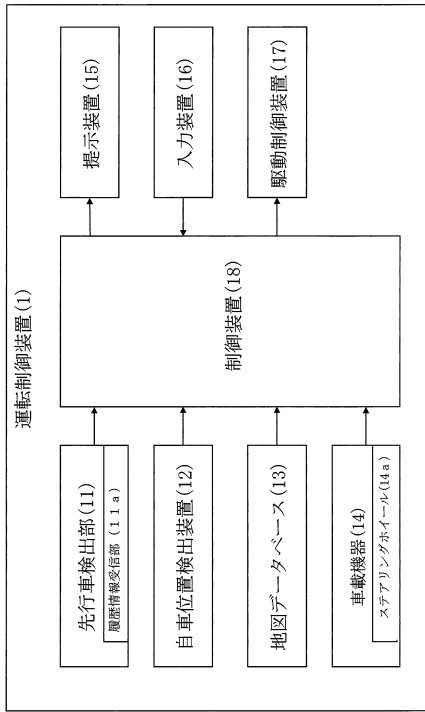 運転制御装置(1)
先行車検出部(11)
履歴情報受信部(11a)
自車位置検出装置(12)
地図データベース(13)
車載機器(14)
ステアリングホイール(14a)
制御装置(18)
提示装置(15)
入力装置(16)
駆動制御装置(17)